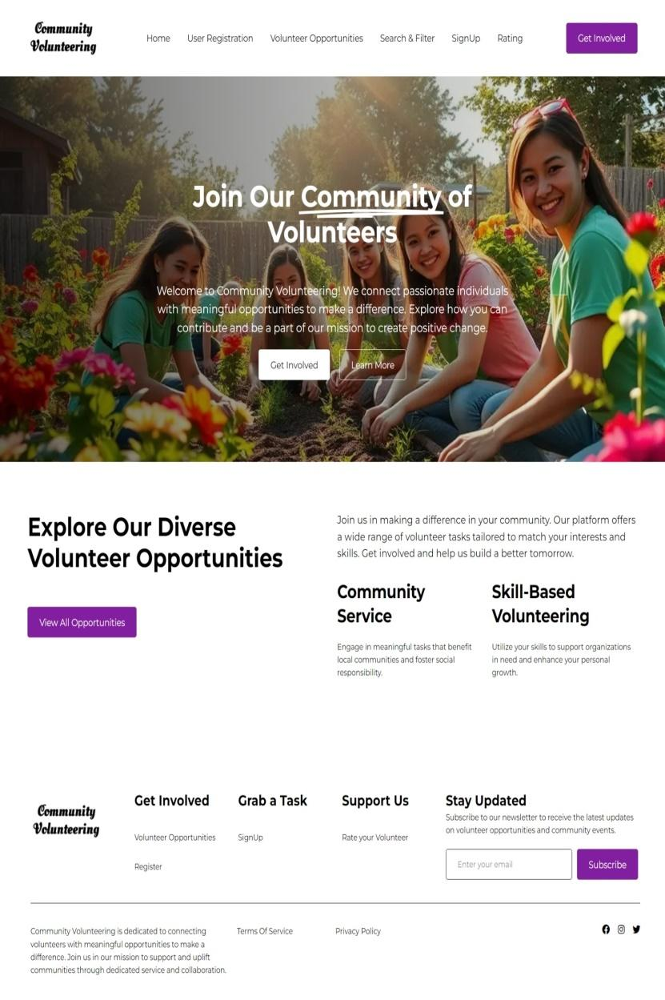 Community
Volunteering
Home
User Registration
Volunteer Opportunities
Search & Filter
SignUp
Rating
Get Involved
Join Our Community of
Volunteers
Welcome to Community Volunteering! We connect passionate individuals
with meaningful opportunities to make a difference. Explore how you can
contribute and be a part of our mission to create positive change.
Get Involved
Learn More
Explore Our Diverse
Volunteer Opportunities
View All Opportunities
Join us in making a difference in your community. Our platform offers
a wide range of volunteer tasks tailored to match your interests and
skills. Get involved and help us build a better tomorrow.
Community
Service
Engage in meaningful tasks that benefit
local communities and foster social
responsibility.
Skill-Based
Volunteering
Utilize your skills to support organizations
in need and enhance your personal
growth.
Community
Volunteering
Get Involved
Volunteer Opportunities
Register
Grab a Task
SignUp
Support Us
Rate your Volunteer
Stay Updated
Subscribe to our newsletter to receive the latest updates
on volunteer opportunities and community events.
Enter your email
Subscribe
Community Volunteering is dedicated to connecting
volunteers with meaningful opportunities to make a
difference. Join us in our mission to support and uplift
communities through dedicated service and collaboration.
Terms Of Service
Privacy Policy